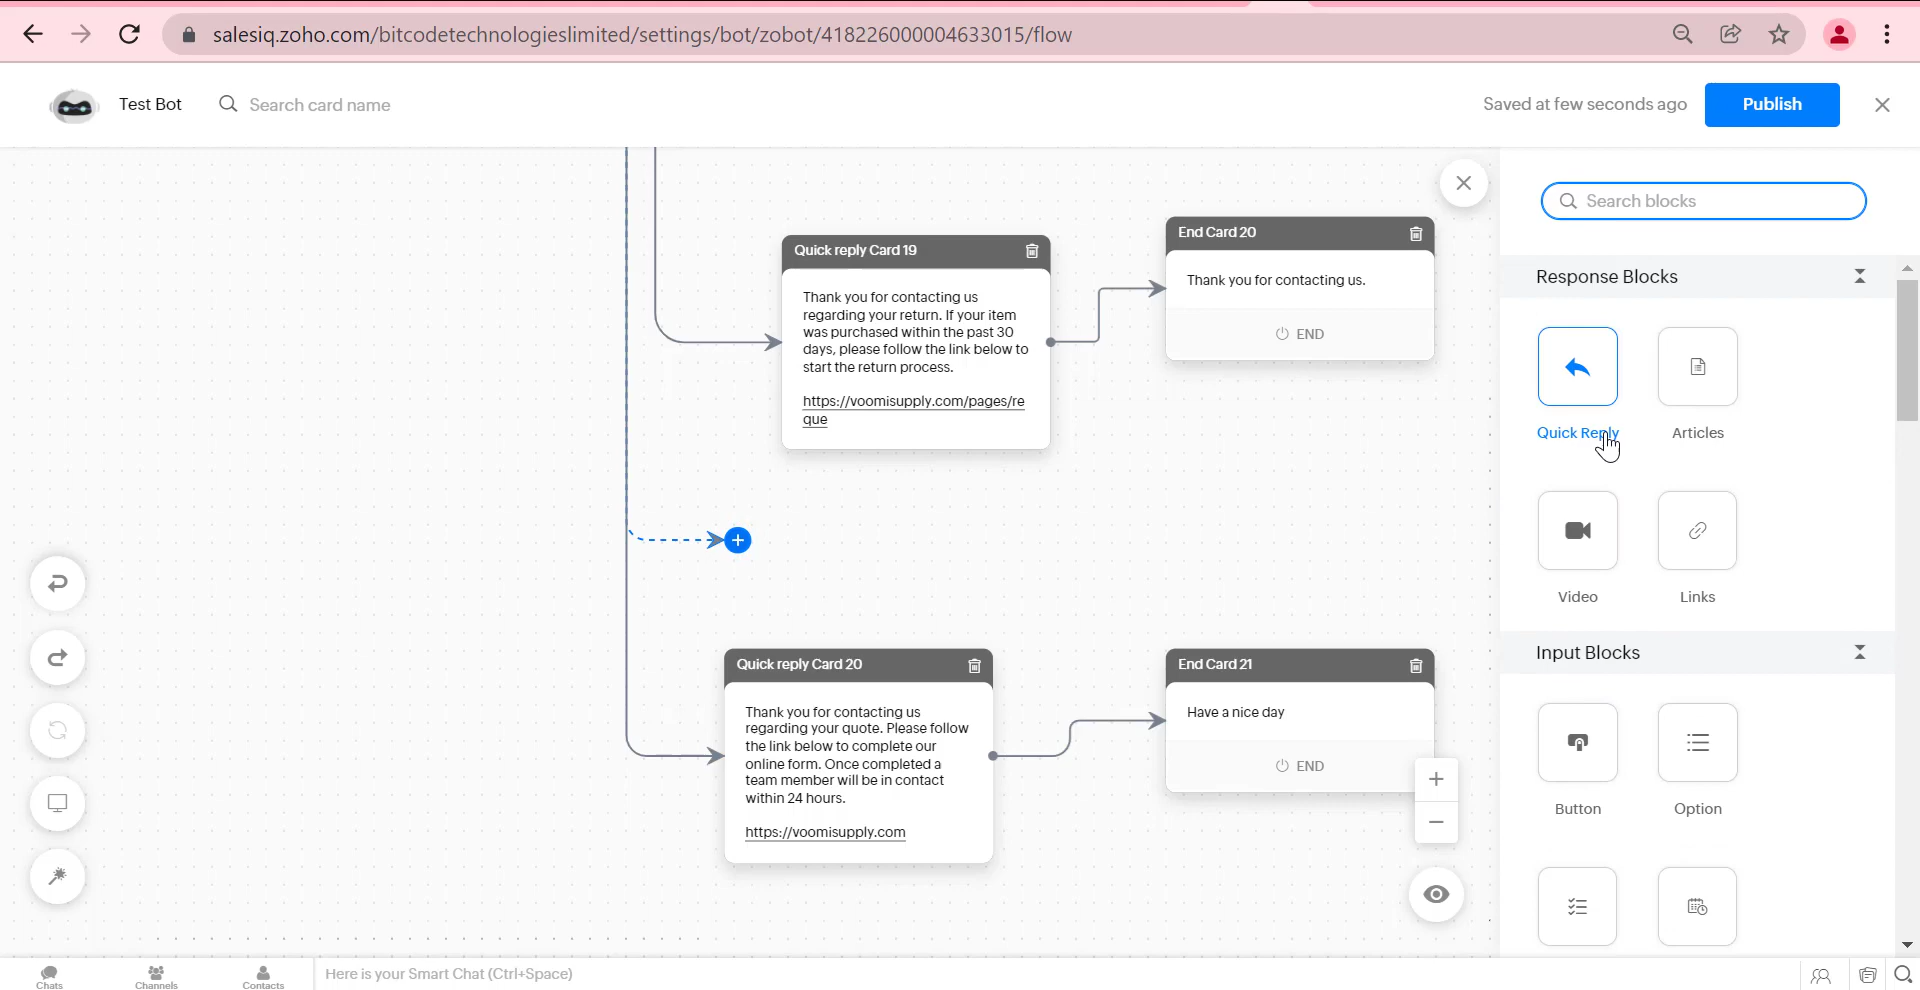 salesiq.zoho.com/bitcodetechnologieslimited/settings/bot/zobot/418226000004633015/flow
Test Bot
Search card name
Saved at few seconds ago
Publish
Search blocks
Quick reply Card 19
Thank you for contacting us
regarding your return. If your item
was purchased within the past 30
days, please follow the link below to
start the return process.
https://voomisupply.com/pages/re
que
End Card 20
Thank you for contacting us.
END
Response Blocks
Quick Reply
Articles
Video
Links
Input Blocks
Button
Option
Quick reply Card 20
Thank you for contacting us
regarding your quote. Please follow
the link below to complete our
online form. Once completed a
team member will be in contact
within 24 hours.
https://voomisupply.com
End Card 21
Have a nice day
END
Chats
Channels
Contacts
Here is your Smart Chat (Ctrl+Space)